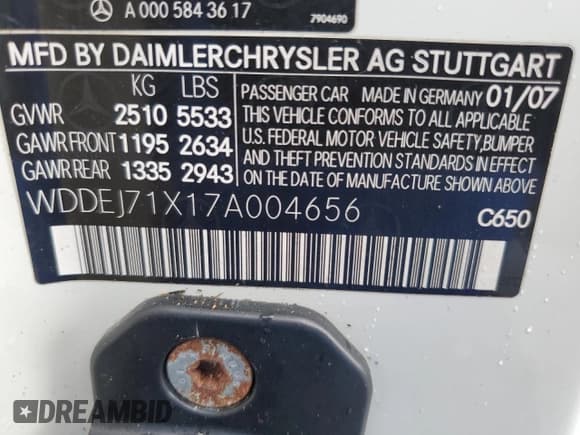 A 000 584 36 17
7904690
MFD BY DAIMLERCHRYSLER AG STUTTGART
KG LBS
GVWR 2510 5533
GAWR FRONT 1195 2634
GAWR REAR 1335 2943
PASSENGER CAR MADE IN GERMANY 01/07
THIS VEHICLE CONFORMS TO ALL APPLICABLE
U.S. FEDERAL MOTOR VEHICLE SAFETY, BUMPER
AND THEFT PREVENTION STANDARDS IN EFFECT
ON THE DATE OF MANUFACTURE SHOWN ABOVE.
WDDEJ71X17A004656
C650
DREAMBID